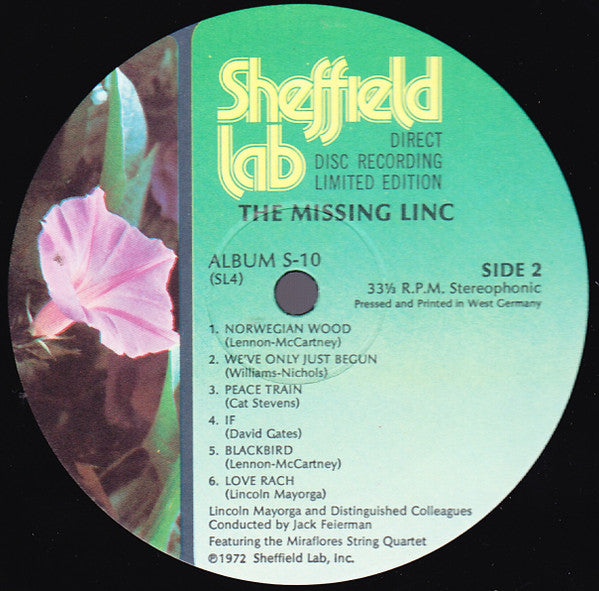 Sheffield
Lab
DIRECT
DISC RECORDING
LIMITED EDITION
THE MISSING LINC
ALBUM S-10
(SL4)
SIDE 2
33⅓ R.P.M. Stereophonic
Pressed and Printed in West Germany
1. NORWEGIAN WOOD
(Lennon-McCartney)
2. WE'VE ONLY JUST BEGUN
(Williams-Nichols)
3. PEACE TRAIN
(Cat Stevens)
4. IF
(David Gates)
5. BLACKBIRD
(Lennon-McCartney)
6. LOVE RACH
(Lincoln Mayorga)
Lincoln Mayorga and Distinguished Colleagues
Conducted by Jack Feierman
Featuring the Miraflores String Quartet
℗1972 Sheffield Lab, Inc.